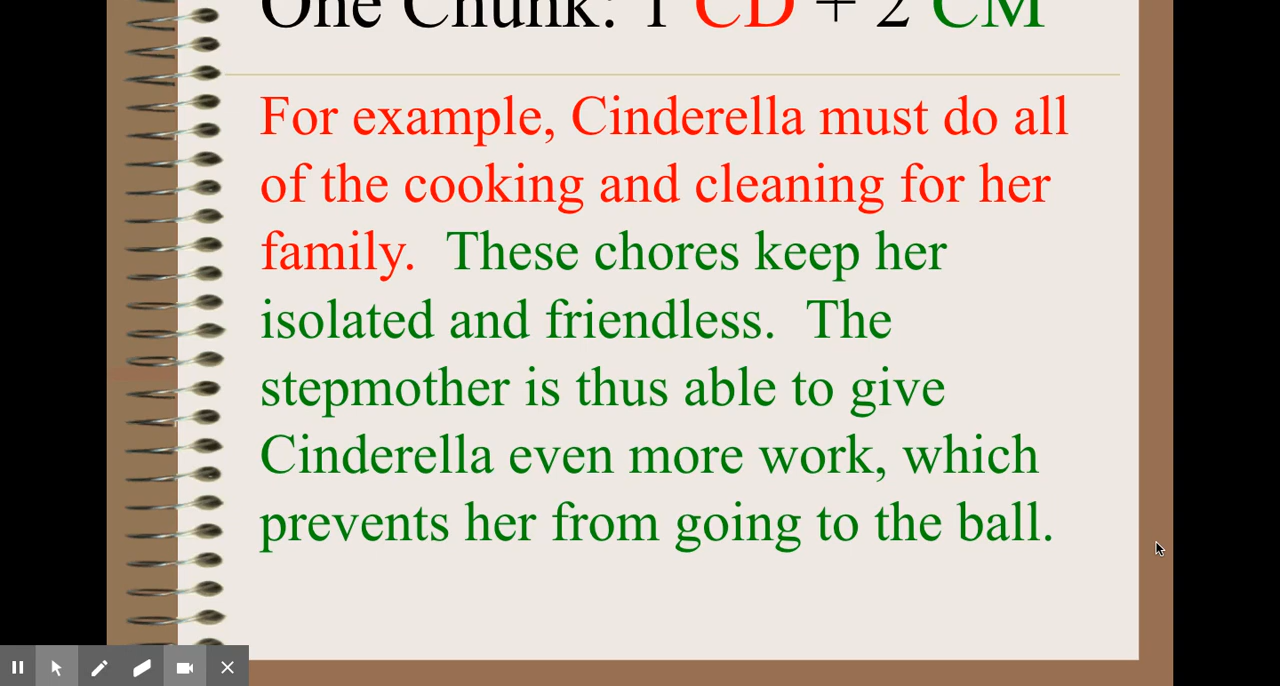 One Chunk: 1 CD + 2 CM
For example, Cinderella must do all
of the cooking and cleaning for her
family.  These chores keep her
isolated and friendless.  The
stepmother is thus able to give
Cinderella even more work, which
prevents her from going to the ball.